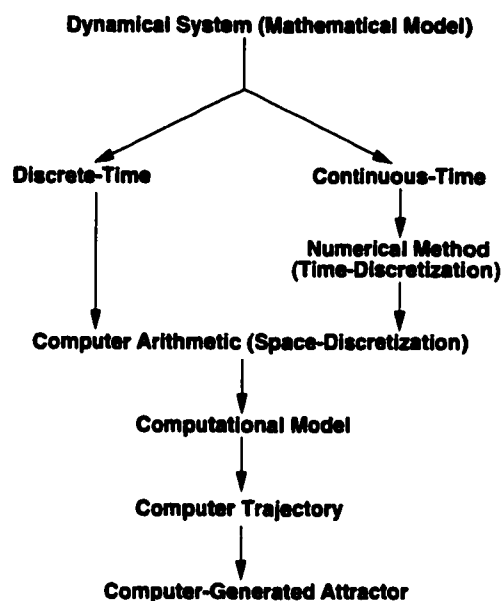 Dynamical System (Mathematical Model)
Discrete-Time
Continuous-Time
Numerical Method
(Time-Discretization)
Computer Arithmetic (Space-Discretization)
Computational Model
Computer Trajectory
Computer-Generated Attractor